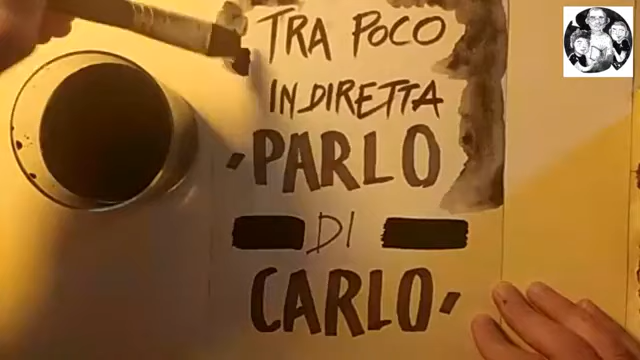 TRA POCO
IN DIRETTA
'PARLO
DI
CARLO'